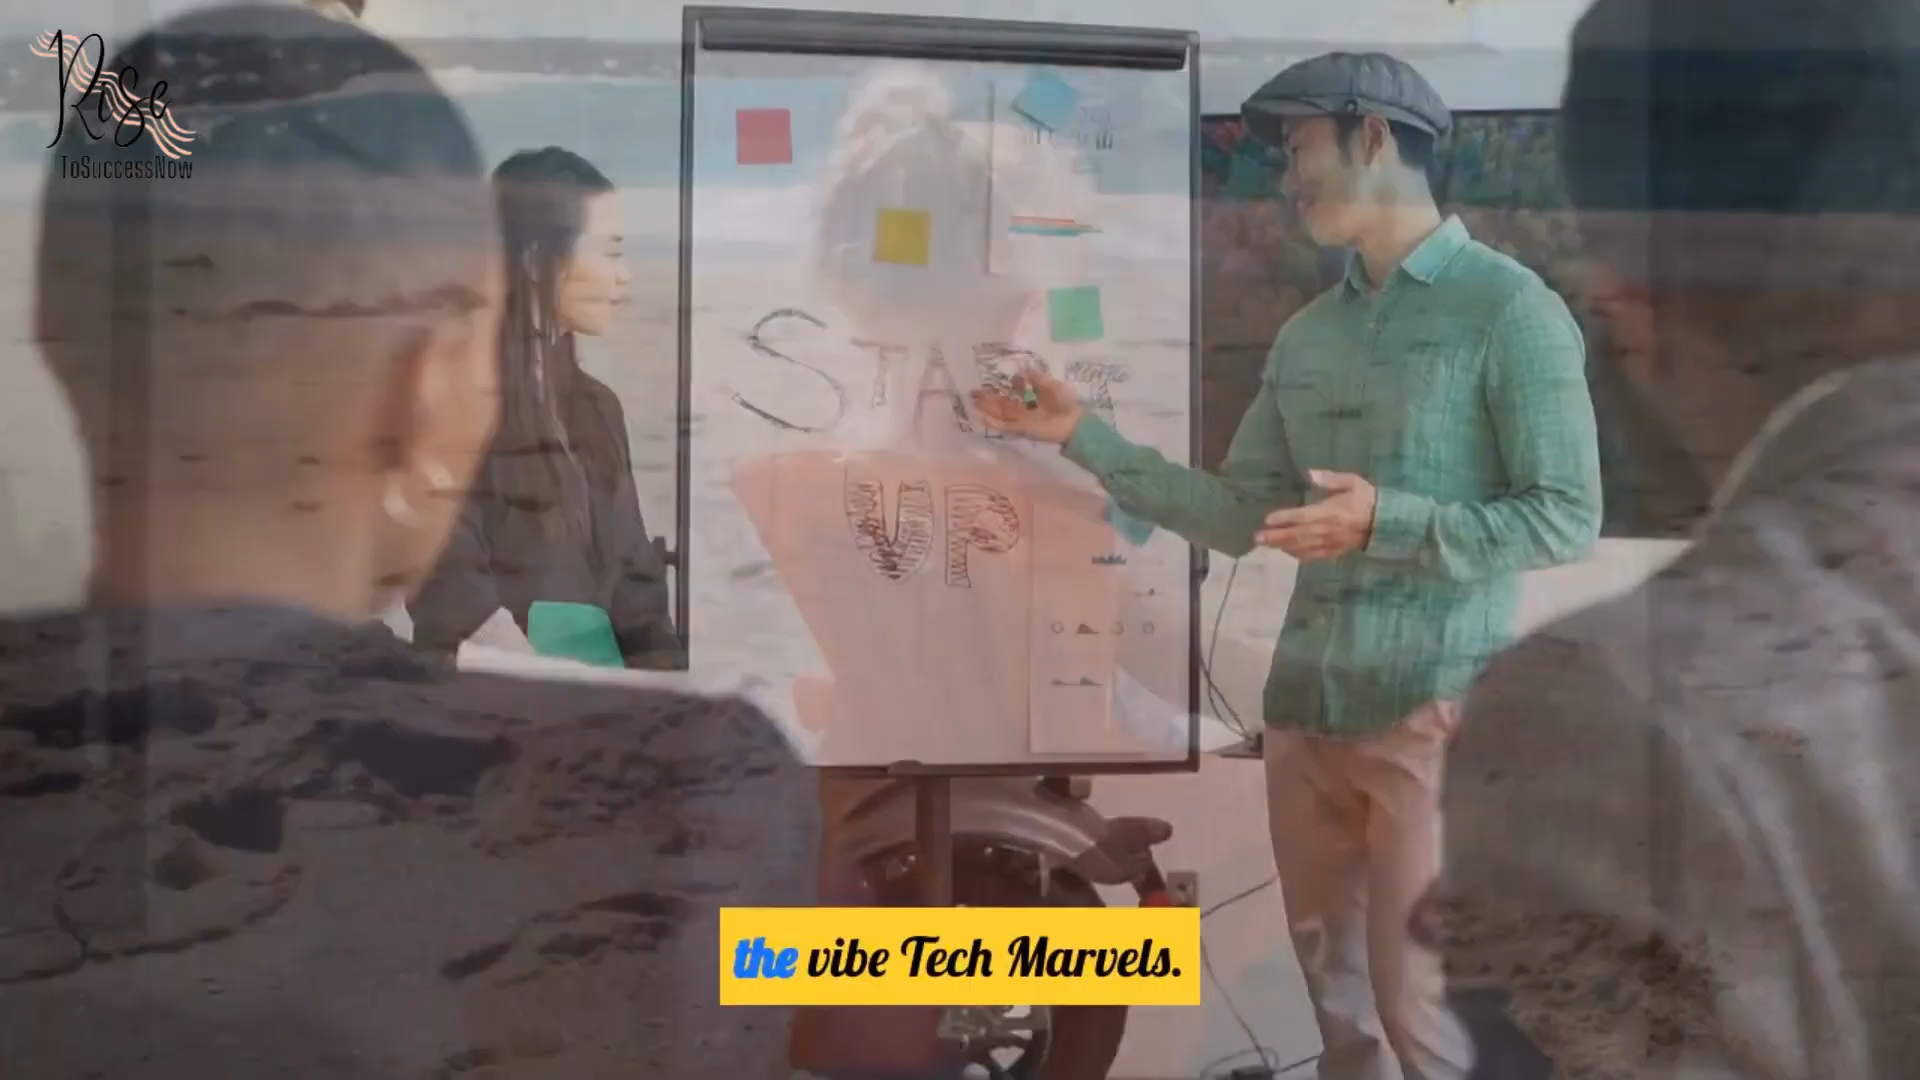 Rise
ToSuccessNow
START
UP
the vibe Tech Marvels.